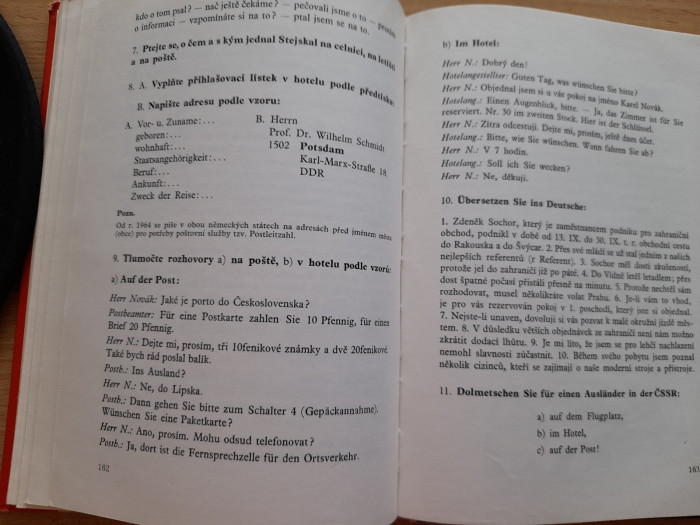 kdo o tom psal? — nač ještě čekáme? — pečovali jsme o to — prosím
o informaci — vzpomínáte si na to? — ptal jsem se na to.
7. Ptejte se, o čem a s kým jednal Stejskal na celnici, na letišti
a na poště.
8. A. Vyplňte přihlašovací lístek v hotelu podle předtisku
B. Napište adresu podle vzoru:
A. Vor- u. Zuname: . . .
geboren: . . .
wohnhaft: . . .
Staatsangehörigkeit: . . .
Beruf: . . .
Ankunft: . . .
Zweck der Reise: . . .
B. Herrn
Prof. Dr. Wilhelm Schmidt
1502 Potsdam
Karl-Marx-Straße 18
DDR
Pozn.
Od r. 1964 se píše v obou německých státech na adresách před jménem města
(obce) pro potřeby poštovní služby tzv. Postleitzahl.
9. Tlumočte rozhovory a) na poště, b) v hotelu podle vzoru:
a) Auf der Post:
Herr Novák: Jaké je porto do Československa?
Postbeamter: Für eine Postkarte zahlen Sie 10 Pfennig, für einen
Brief 20 Pfennig.
Herr N.: Dejte mi, prosím, tři 10fenikové známky a dvě 20fenikové.
Také bych rád poslal balík.
Postb.: Ins Ausland?
Herr N.: Ne, do Lipska.
Postb.: Dann gehen Sie bitte zum Schalter 4 (Gepäckannahme).
Wünschen Sie eine Paketkarte?
Herr N.: Ano, prosím. Mohu odsud telefonovat?
Postb.: Ja, dort ist die Fernsprechzelle für den Ortsverkehr.
162
b) Im Hotel:
Herr N.: Dobrý den!
Hotelangestellter: Guten Tag, was wünschen Sie bitte?
Herr N.: Objednal jsem si u vás pokoj na jméno Karel Novák.
Hotelang.: Einen Augenblick, bitte. — Ja, das Zimmer ist für Sie
reserviert. Nr. 30 im zweiten Stock. Hier ist der Schlüssel.
Herr N.: Zítra odcestuji. Dejte mi, prosím, ještě dnes účet.
Hotelang.: Bitte, wie Sie wünschen. Wann fahren Sie ab?
Herr N.: V 7 hodin.
Hotelang.: Soll ich Sie wecken?
Herr N.: Ne, děkuji.
10. Übersetzen Sie ins Deutsche:
1. Zdeněk Sochor, který je zaměstnancem podniku pro zahraniční
obchod, podnikl v době od 13. IX. do 30. IX. t. r. obchodní cestu
do Rakouska a do Švýcar. 2. Přes své mládí se už stal jedním z našich
nejlepších referentů (r Referent). 3. Sochor měl dosti zkušeností,
protože jel do zahraničí již po páté. 4. Do Vídně letěl letadlem; přes
dost špatné počasí přistáli přesně na minutu. 5. Protože nechtěl sám
rozhodovat, musel několikráte volat Prahu. 6. Je-li vám to vhod,
je pro vás rezervován pokoj v 1. poschodí, který jste si objednal.
7. Nejste-li unaven, dovoluji si vás pozvat k malé okružní jízdě měs-
tem. 8. V důsledku větších objednávek ze zahraničí není nám možno
zkrátit dodací lhůtu. 9. Je mi líto, že jsem se pro lehčí nachlazení
nemohl slavnosti zúčastnit. 10. Během svého pobytu jsem poznal
několik cizinců, kteří se zajímali o naše moderní stroje a přístroje.
11. Dolmetschen Sie für einen Ausländer in der ČSSR:
a) auf dem Flugplatz,
b) im Hotel,
c) auf der Post!
163